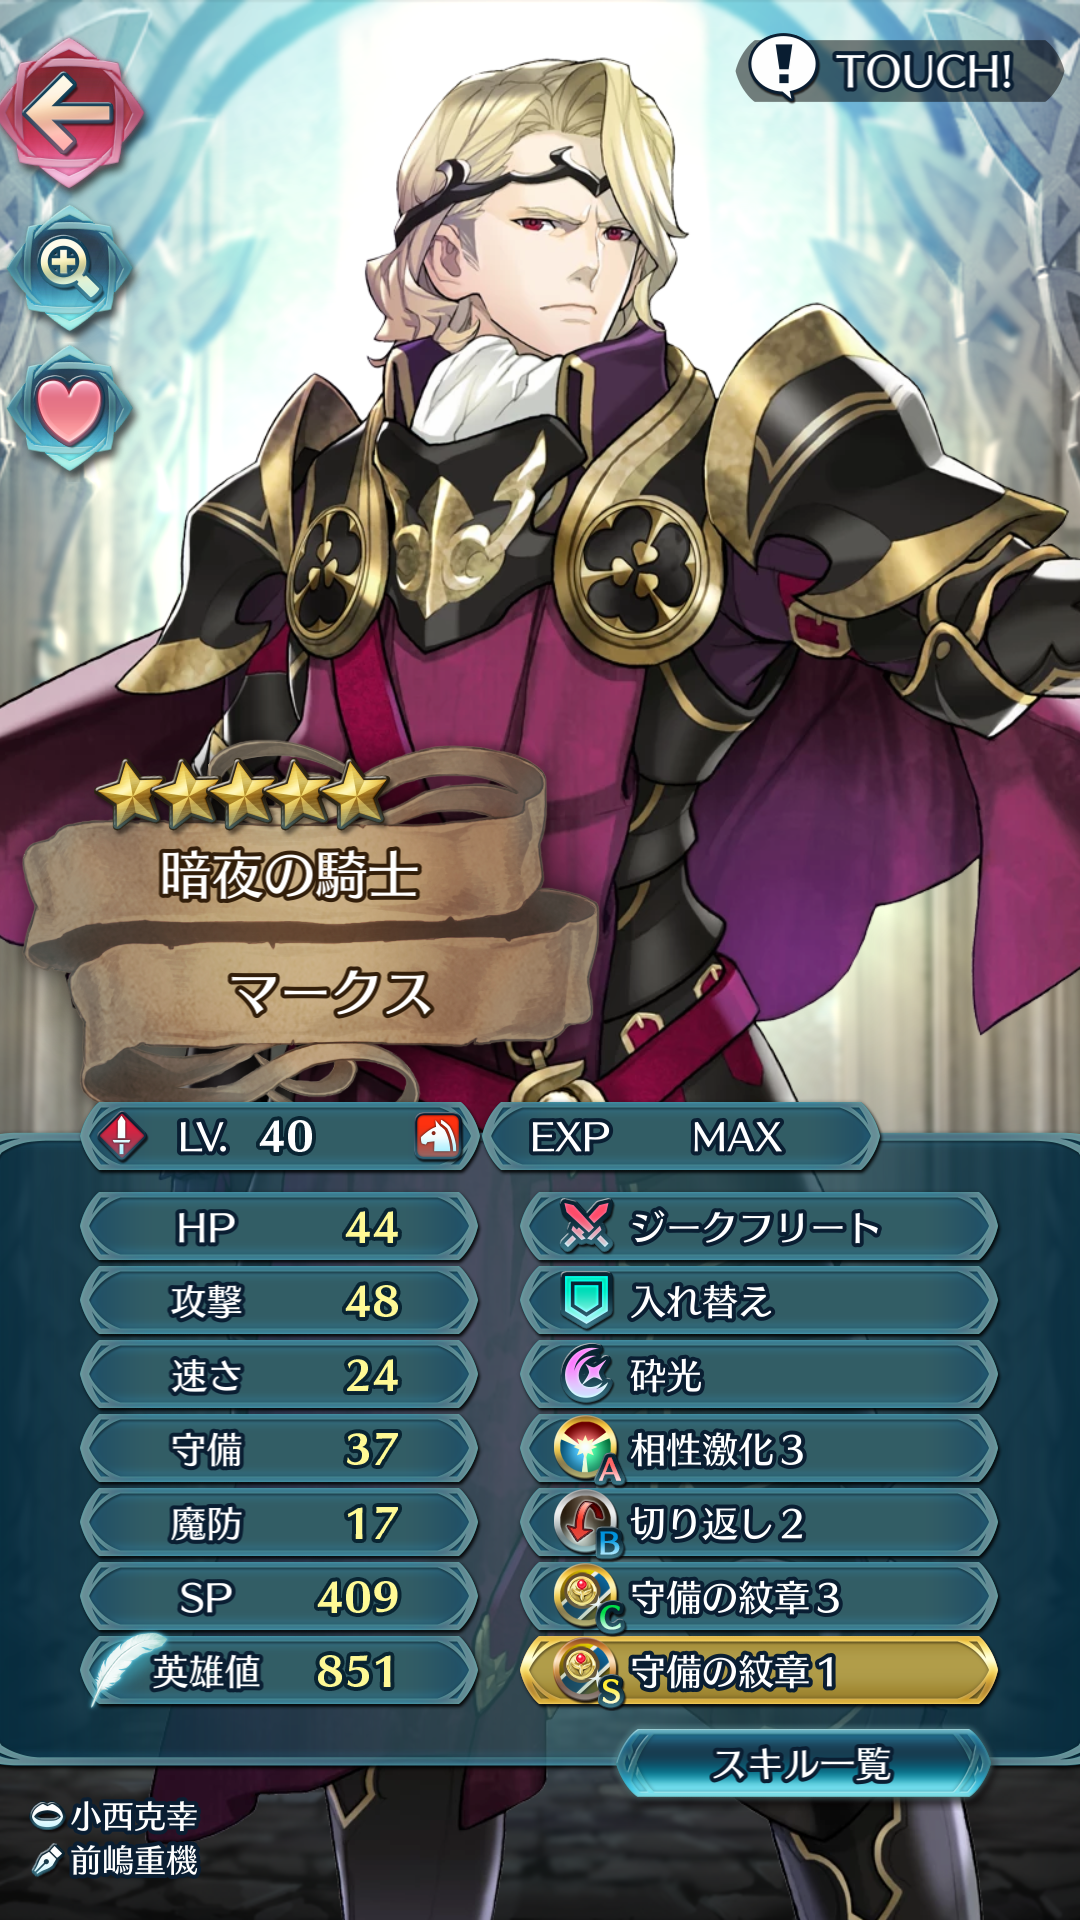 TOUCH!
暗夜の騎士
マークス
LV. 40
EXP MAX
HP 44
攻撃 48
速さ 24
守備 37
魔防 17
SP 409
英雄値 851
ジークフリート
入れ替え
砕光
A 相性激化3
B 切り返し2
C 守備の紋章3
S 守備の紋章1
スキル一覧
小西克幸
前嶋重機